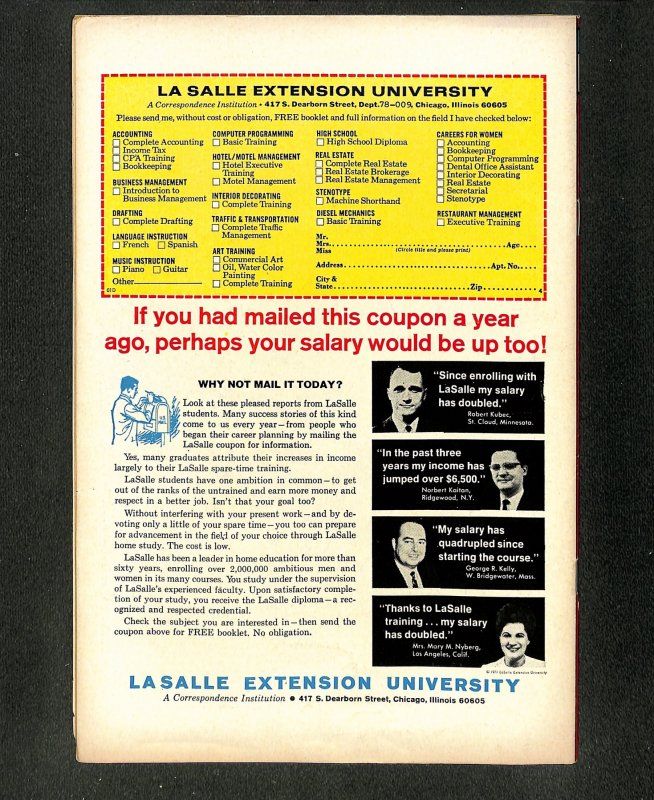 LA SALLE EXTENSION UNIVERSITY
A Correspondence Institution • 417 S. Dearborn Street, Dept.78-009, Chicago, Illinois 60605
Please send me, without cost or obligation, FREE booklet and full information on the field I have checked below:
ACCOUNTING
Complete Accounting
Income Tax
CPA Training
Bookkeeping
BUSINESS MANAGEMENT
Introduction to
Business Management
DRAFTING
Complete Drafting
LANGUAGE INSTRUCTION
French Spanish
MUSIC INSTRUCTION
Piano Guitar
Other
010
COMPUTER PROGRAMMING
Basic Training
HOTEL/MOTEL MANAGEMENT
Hotel Executive
Training
Motel Management
INTERIOR DECORATING
Complete Training
TRAFFIC & TRANSPORTATION
Complete Traffic
Management
ART TRAINING
Commercial Art
Oil, Water Color
Painting
Complete Training
HIGH SCHOOL
High School Diploma
REAL ESTATE
Complete Real Estate
Real Estate Brokerage
Real Estate Management
STENOTYPE
Machine Shorthand
DIESEL MECHANICS
Basic Training
CAREERS FOR WOMEN
Accounting
Bookkeeping
Computer Programming
Dental Office Assistant
Interior Decorating
Real Estate
Secretarial
Stenotype
RESTAURANT MANAGEMENT
Executive Training
Mr.
Mrs. Age
Miss (Circle title and please print)
Address Apt. No.
City &
State Zip 4
If you had mailed this coupon a year
ago, perhaps your salary would be up too!
U.S. MAIL
WHY NOT MAIL IT TODAY?
Look at these pleased reports from LaSalle
students. Many success stories of this kind
come to us every year—from people who
began their career planning by mailing the
LaSalle coupon for information.
Yes, many graduates attribute their increases in income
largely to their LaSalle spare-time training.
LaSalle students have one ambition in common—to get
out of the ranks of the untrained and earn more money and
respect in a better job. Isn't that your goal too?
Without interfering with your present work—and by de-
voting only a little of your spare time—you too can prepare
for advancement in the field of your choice through LaSalle
home study. The cost is low.
LaSalle has been a leader in home education for more than
sixty years, enrolling over 2,000,000 ambitious men and
women in its many courses. You study under the supervision
of LaSalle's experienced faculty. Upon satisfactory comple-
tion of your study, you receive the LaSalle diploma—a rec-
ognized and respected credential.
Check the subject you are interested in—then send the
coupon above for FREE booklet. No obligation.
"Since enrolling with
LaSalle my salary
has doubled."
Robert Kubec,
St. Cloud, Minnesota.
"In the past three
years my income has
jumped over $6,500."
Norbert Kaiten,
Ridgewood, N.Y.
"My salary has
quadrupled since
starting the course."
George R. Kelly,
W. Bridgewater, Mass.
"Thanks to LaSalle
training . . . my salary
has doubled."
Mrs. Mary M. Nyberg,
Los Angeles, Calif.
© 1971 LaSalle Extension University
LA SALLE EXTENSION UNIVERSITY
A Correspondence Institution • 417 S. Dearborn Street, Chicago, Illinois 60605